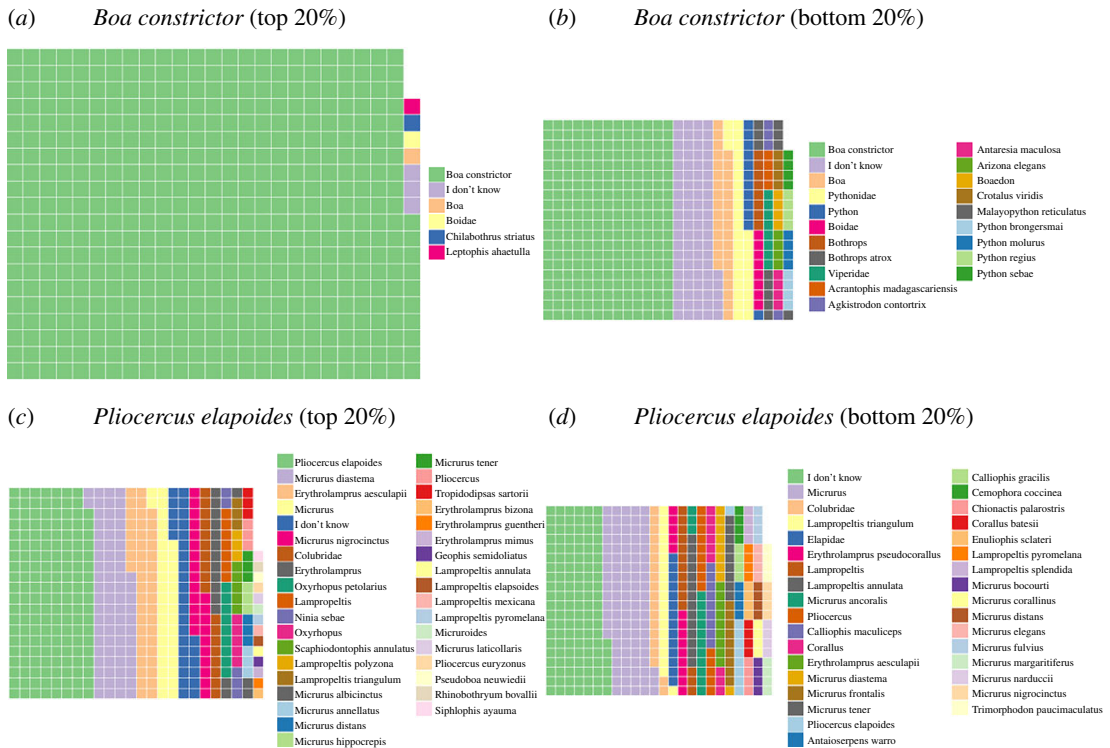 (a) Boa constrictor (top 20%)
Boa constrictor
I don't know
Boa
Boidae
Chilabothrus striatus
Leptophis ahaetulla
(b) Boa constrictor (bottom 20%)
Boa constrictor
I don't know
Boa
Pythonidae
Python
Boidae
Bothrops
Bothrops atrox
Viperidae
Acrantophis madagascariensis
Agkistrodon contortrix
Antaresia maculosa
Arizona elegans
Boaedon
Crotalus viridis
Malayopython reticulatus
Python brongersmai
Python molurus
Python regius
Python sebae
(c) Pliocercus elapoides (top 20%)
Pliocercus elapoides
Micrurus diastema
Erythrolamprus aesculapii
Micrurus
I don't know
Micrurus nigrocinctus
Colubridae
Erythrolamprus
Oxyrhopus petolarius
Lampropeltis
Ninia sebae
Oxyrhopus
Scaphiodontophis annulatus
Lampropeltis polyzona
Lampropeltis triangulum
Micrurus albicinctus
Micrurus annellatus
Micrurus distans
Micrurus hippocrepis
Micrurus tener
Pliocercus
Tropidodipsas sartorii
Erythrolamprus bizona
Erythrolamprus guentheri
Erythrolamprus mimus
Geophis semidoliatus
Lampropeltis annulata
Lampropeltis elapsoides
Lampropeltis mexicana
Lampropeltis pyromelana
Micruroides
Micrurus laticollaris
Pliocercus euryzonus
Pseudoboa neuwiedii
Rhinobothryum bovallii
Siphlophis ayauma
(d) Pliocercus elapoides (bottom 20%)
I don't know
Micrurus
Colubridae
Lampropeltis triangulum
Elapidae
Erythrolamprus pseudocorallus
Lampropeltis
Lampropeltis annulata
Micrurus ancoralis
Pliocercus
Calliophis maculiceps
Corallus
Erythrolamprus aesculapii
Micrurus diastema
Micrurus frontalis
Micrurus tener
Pliocercus elapoides
Antaioserpens warro
Calliophis gracilis
Cemophora coccinea
Chionactis palarostris
Corallus batesii
Enuliophis sclateri
Lampropeltis pyromelana
Lampropeltis splendida
Micrurus bocourti
Micrurus corallinus
Micrurus distans
Micrurus elegans
Micrurus fulvius
Micrurus margaritiferus
Micrurus narduccii
Micrurus nigrocinctus
Trimorphodon paucimaculatus